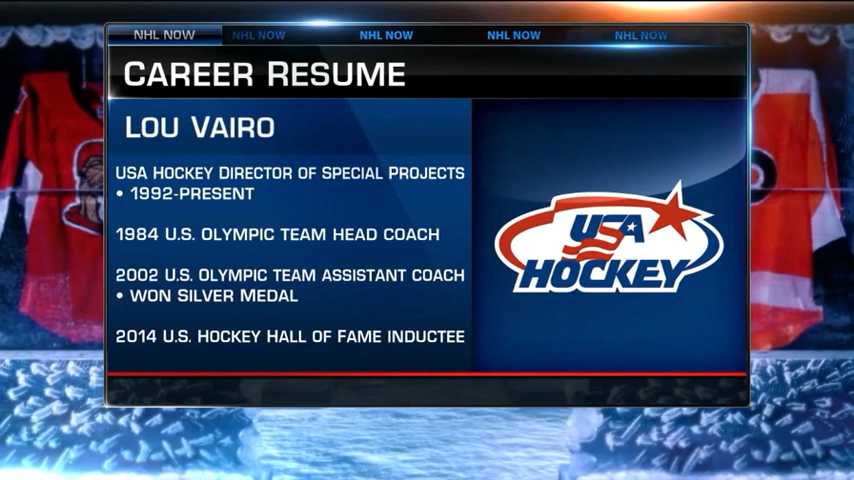 NHL NOW NHL NOW NHL NOW NHL NOW NHL NOW
CAREER RESUME
LOU VAIRO
USA HOCKEY DIRECTOR OF SPECIAL PROJECTS
• 1992-PRESENT
1984 U.S. OLYMPIC TEAM HEAD COACH
2002 U.S. OLYMPIC TEAM ASSISTANT COACH
• WON SILVER MEDAL
2014 U.S. HOCKEY HALL OF FAME INDUCTEE
USA
HOCKEY